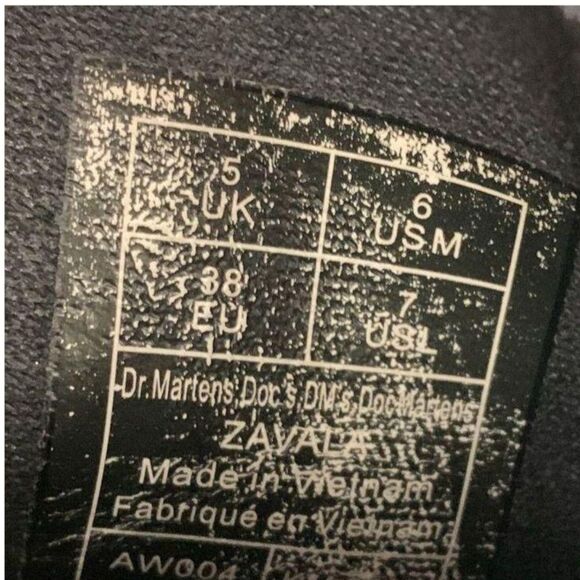 5 6
UK USM
38 7
EU USL
Dr.Martens,Doc's,DM's,DocMartens
ZAVALA
Made in Vietnam
Fabriqué en Vietnam
AW004